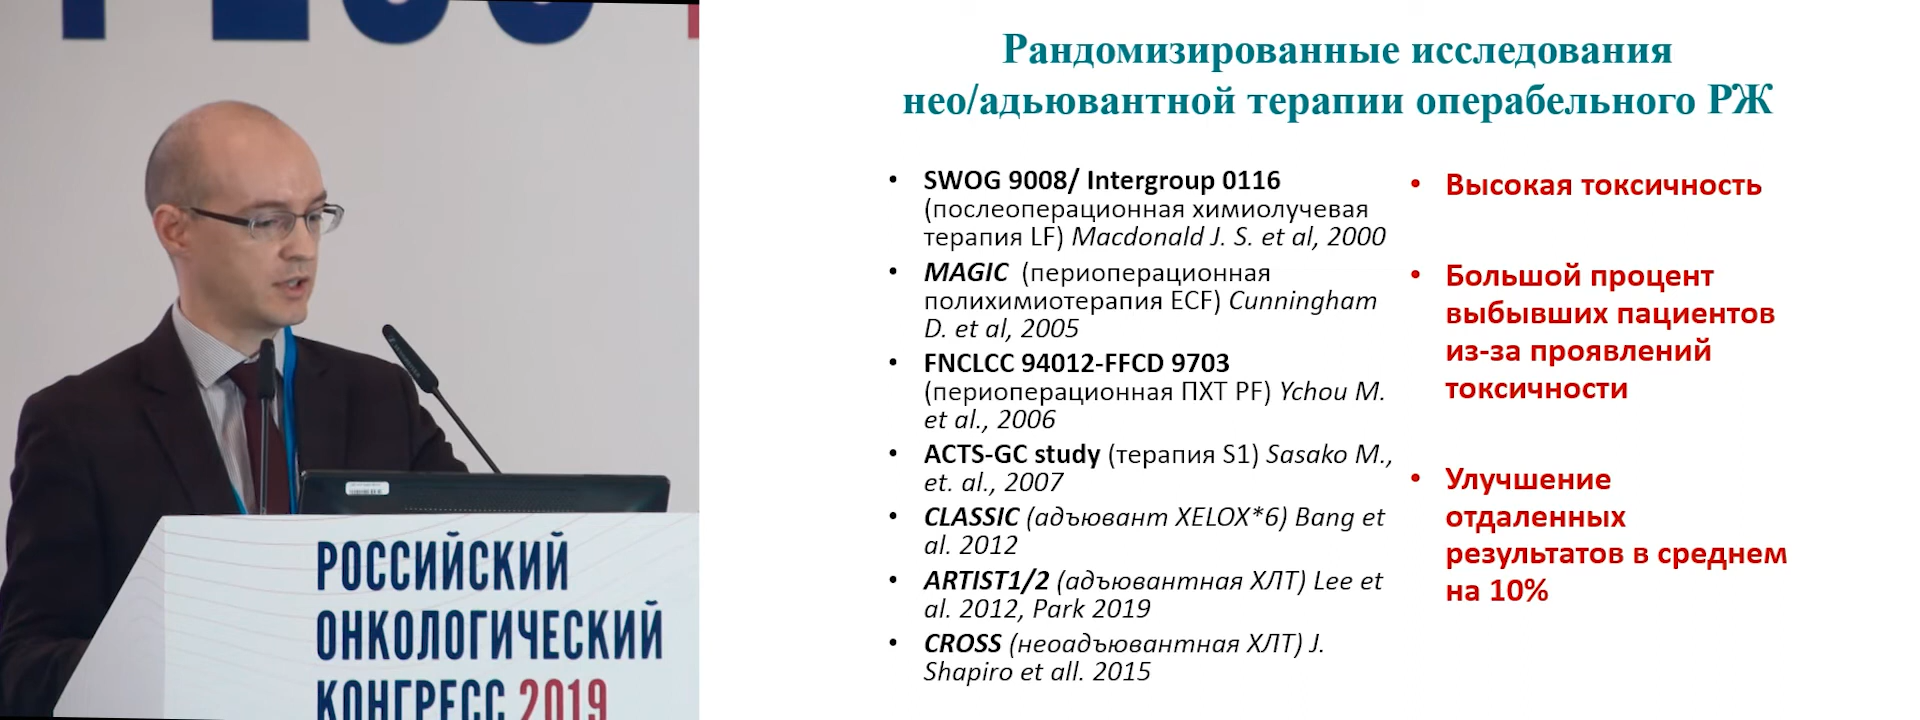 РОССИЙСКИЙ
ОНКОЛОГИЧЕСКИЙ
КОНГРЕСС 2019
Рандомизированные исследования
нео/адьювантной терапии операбельного РЖ
• SWOG 9008/ Intergroup 0116
(послеоперационная химиолучевая
терапия LF) Macdonald J. S. et al, 2000
• MAGIC (периоперационная
полихимиотерапия ECF) Cunningham
D. et al, 2005
• FNCLCC 94012-FFCD 9703
(периоперационная ПХТ PF) Ychou M.
et al., 2006
• ACTS-GC study (терапия S1) Sasako M.,
et. al., 2007
• CLASSIC (адъювант XELOX*6) Bang et
al. 2012
• ARTIST1/2 (адъювантная ХЛТ) Lee et
al. 2012, Park 2019
• CROSS (неоадъювантная ХЛТ) J.
Shapiro et all. 2015
• Высокая токсичность
• Большой процент
выбывших пациентов
из-за проявлений
токсичности
• Улучшение
отдаленных
результатов в среднем
на 10%